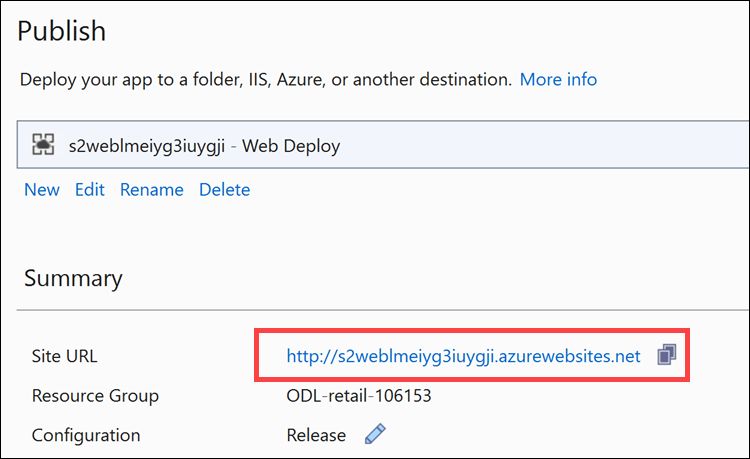 Publish
Deploy your app to a folder, IIS, Azure, or another destination. More info
s2weblmeiyg3iuygji - Web Deploy
New Edit Rename Delete
Summary
Site URL http://s2weblmeiyg3iuygji.azurewebsites.net
Resource Group ODL-retail-106153
Configuration Release